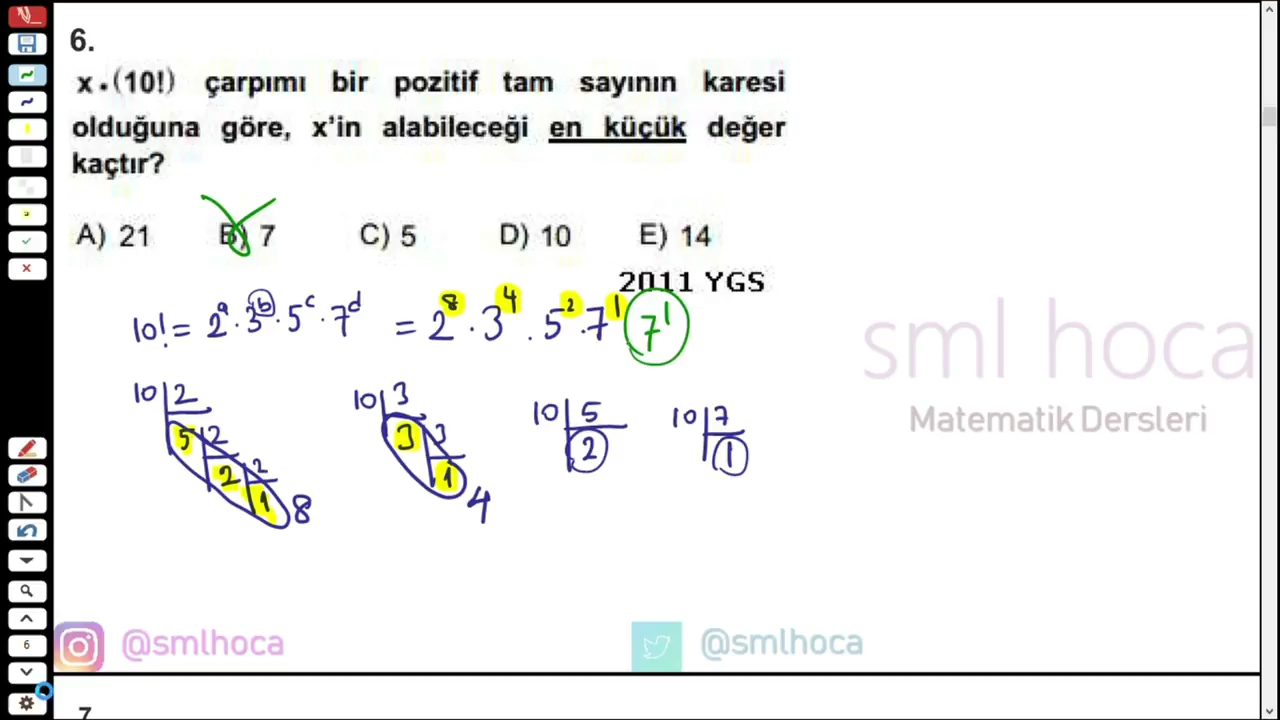 6.
x.(10!) çarpımı bir pozitif tam sayının karesi
olduğuna göre, x'in alabileceği en küçük değer
kaçtır?
A) 21 B) 7 C) 5 D) 10 E) 14
2011 YGS
10! = 2^a . 3^b . 5^c . 7^d = 2^8 . 3^4 . 5^2 . 7^1 7^1
10 2 10 3 10 5 10 7
5 2 3 3 2 1
2 2 1
1 8 4
sml hoca
Matematik Dersleri
@smlhoca @smlhoca
6
7